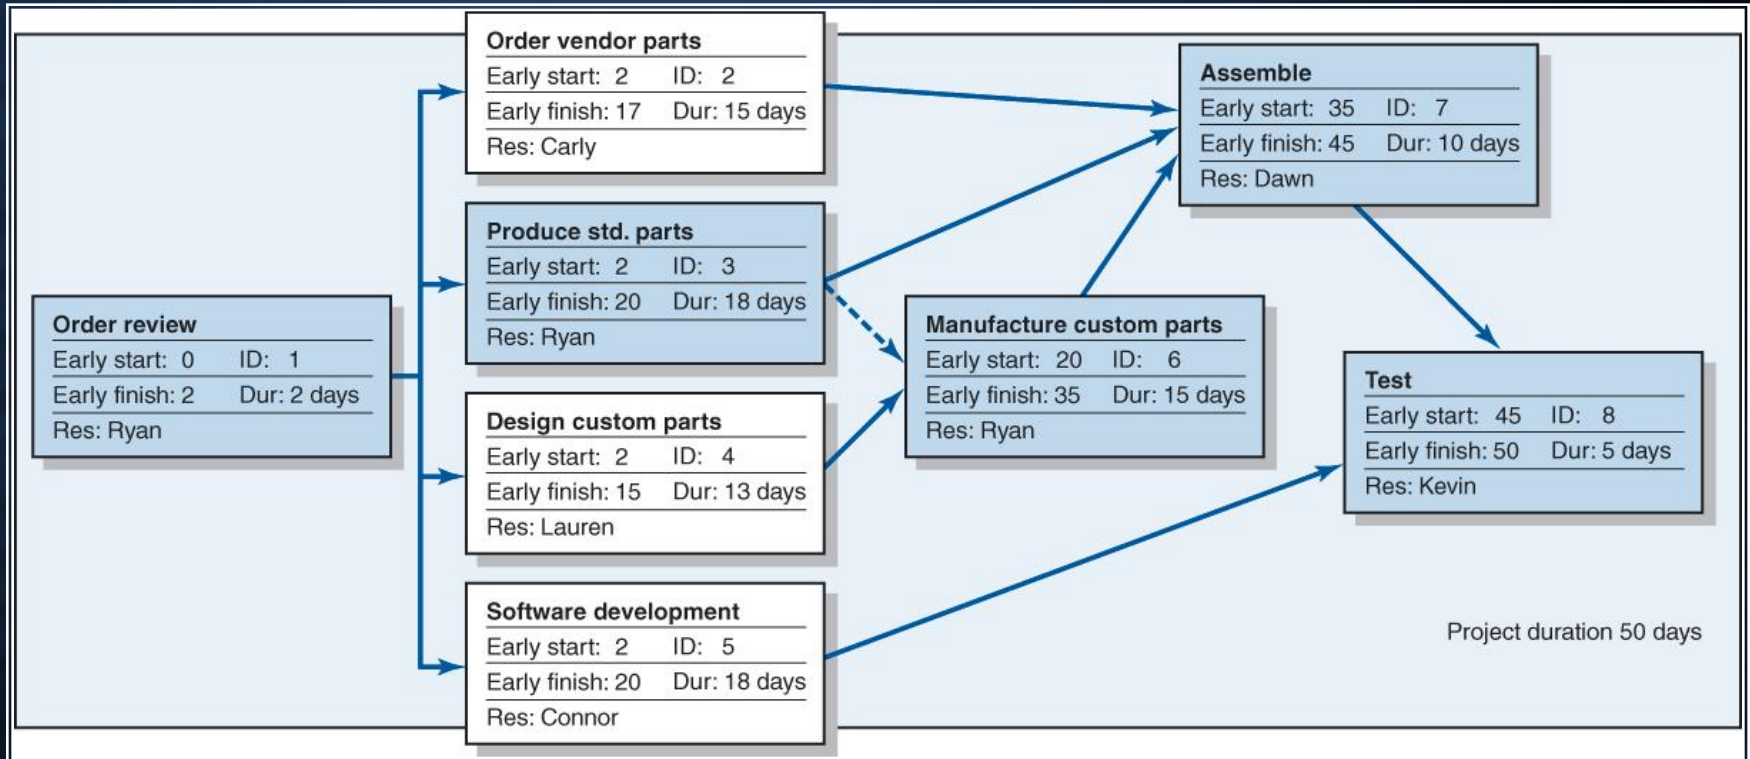 Order vendor parts
Early start: 2 ID: 2
Early finish: 17 Dur: 15 days
Res: Carly
Produce std. parts
Early start: 2 ID: 3
Early finish: 20 Dur: 18 days
Res: Ryan
Order review
Early start: 0 ID: 1
Early finish: 2 Dur: 2 days
Res: Ryan
Design custom parts
Early start: 2 ID: 4
Early finish: 15 Dur: 13 days
Res: Lauren
Software development
Early start: 2 ID: 5
Early finish: 20 Dur: 18 days
Res: Connor
Manufacture custom parts
Early start: 20 ID: 6
Early finish: 35 Dur: 15 days
Res: Ryan
Assemble
Early start: 35 ID: 7
Early finish: 45 Dur: 10 days
Res: Dawn
Test
Early start: 45 ID: 8
Early finish: 50 Dur: 5 days
Res: Kevin
Project duration 50 days